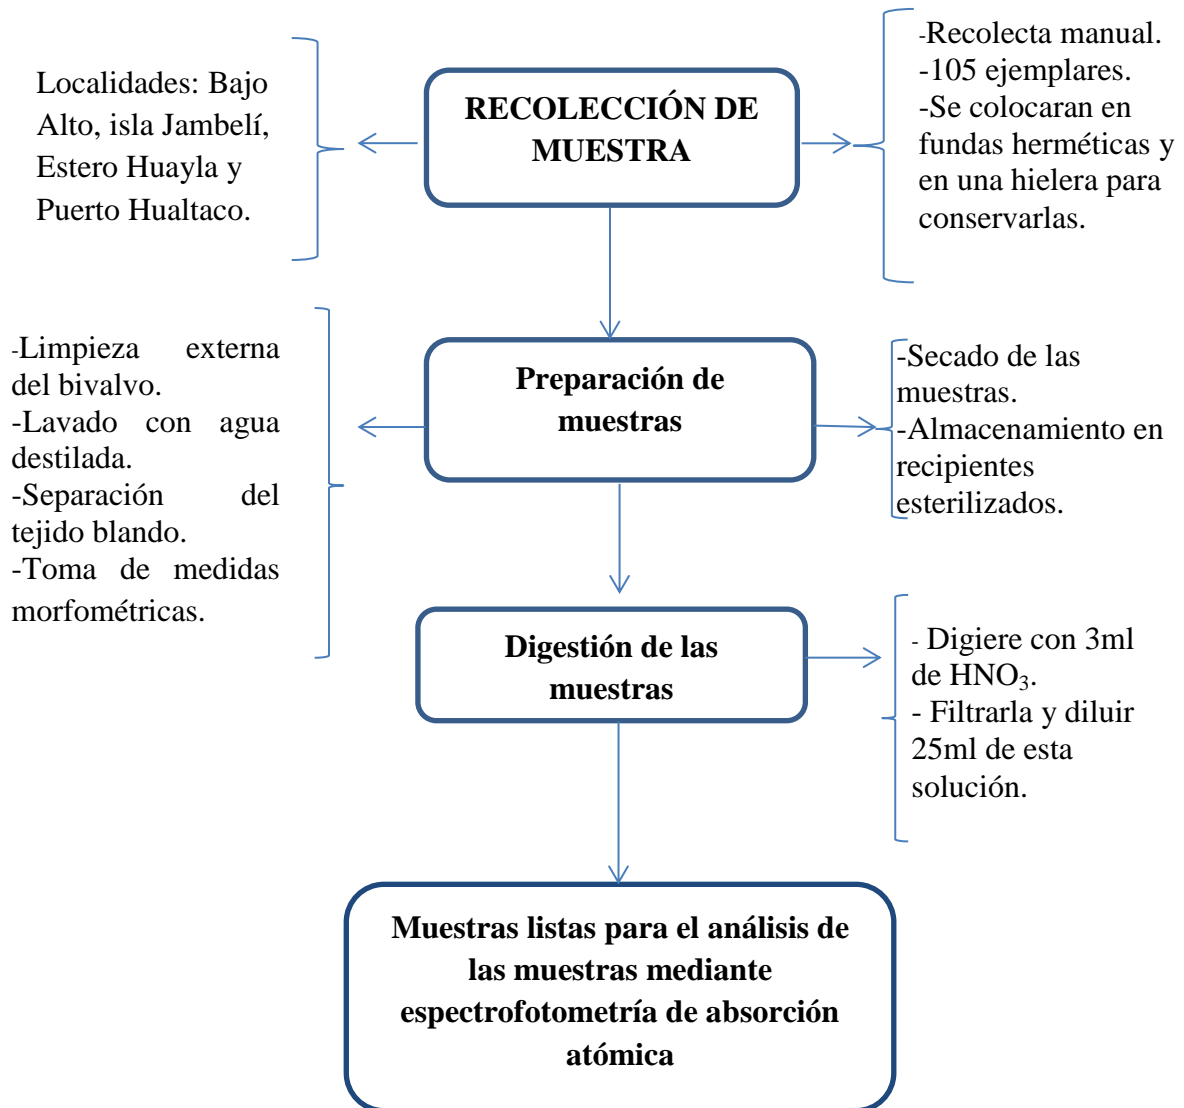 Localidades: Bajo
Alto, isla Jambelí,
Estero Huayla y
Puerto Hualtaco.
RECOLECCIÓN DE
MUESTRA
-Recolecta manual.
-105 ejemplares.
-Se colocaran en
fundas herméticas y
en una hielera para
conservarlas.
-Limpieza externa
del bivalvo.
-Lavado con agua
destilada.
-Separación del
tejido blando.
-Toma de medidas
morfométricas.
Preparación de
muestras
-Secado de las
muestras.
-Almacenamiento en
recipientes
esterilizados.
Digestión de las
muestras
- Digiere con 3ml
de HNO₃.
- Filtrarla y diluir
25ml de esta
solución.
Muestras listas para el análisis de
las muestras mediante
espectrofotometría de absorción
atómica